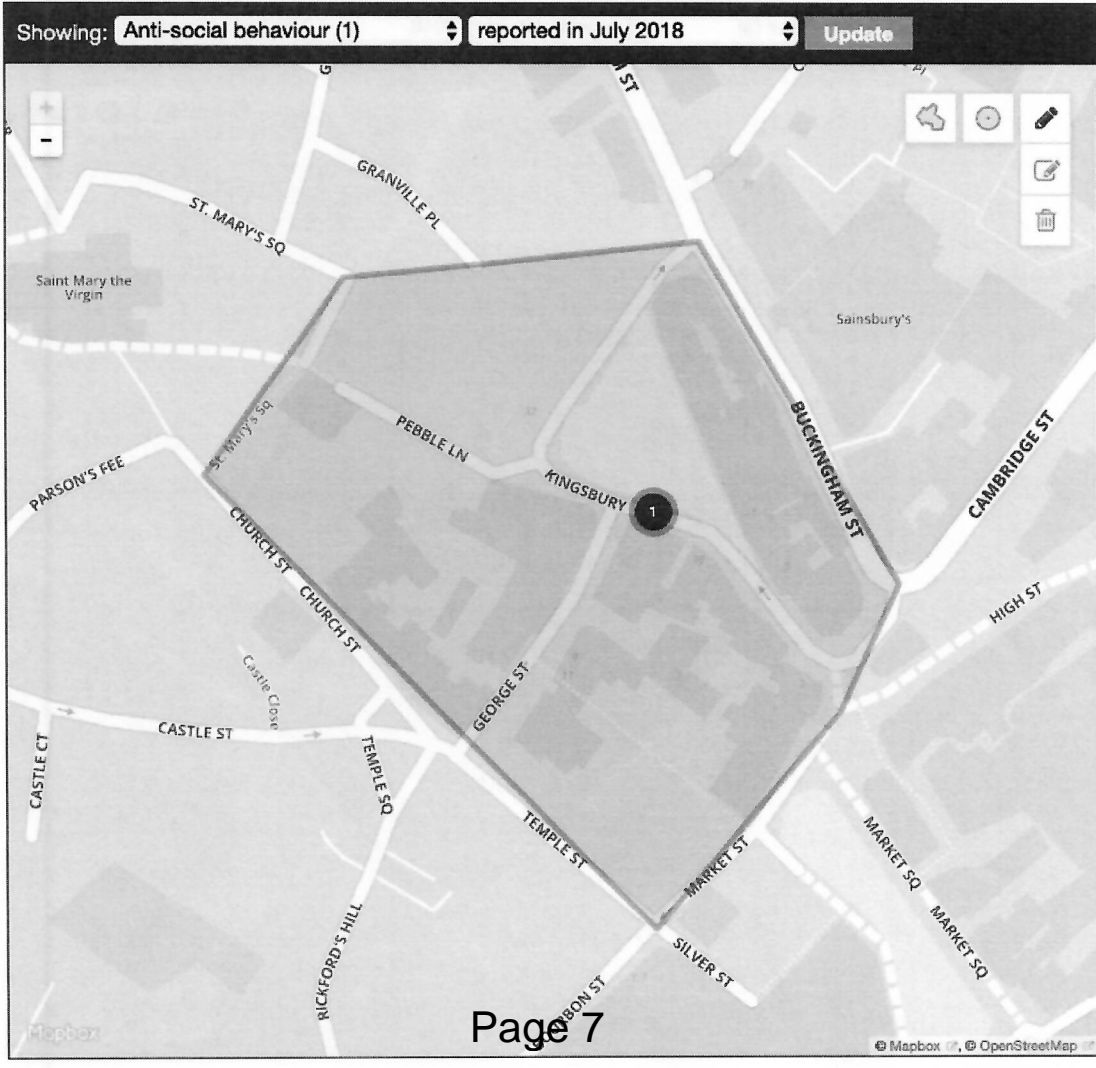 Showing: Anti-social behaviour (1) reported in July 2018 Update
M ST
+
-
GRANVILLE PL
ST. MARY'S SQ
Saint Mary the
Virgin
Sainsbury's
St. Mary's Sq
PEBBLE LN
BUCKINGHAM ST
CAMBRIDGE ST
PARSON'S FEE
KINGSBURY
1
CHURCH ST
CHURCH ST
HIGH ST
Castle Close
GEORGE ST
CASTLE ST
CASTLE CT
TEMPLE SQ
TEMPLE ST
MARKET ST
MARKET SQ
MARKET SQ
RICKFORD'S HILL
SILVER ST
Page 7
Mapbox
© Mapbox, © OpenStreetMap